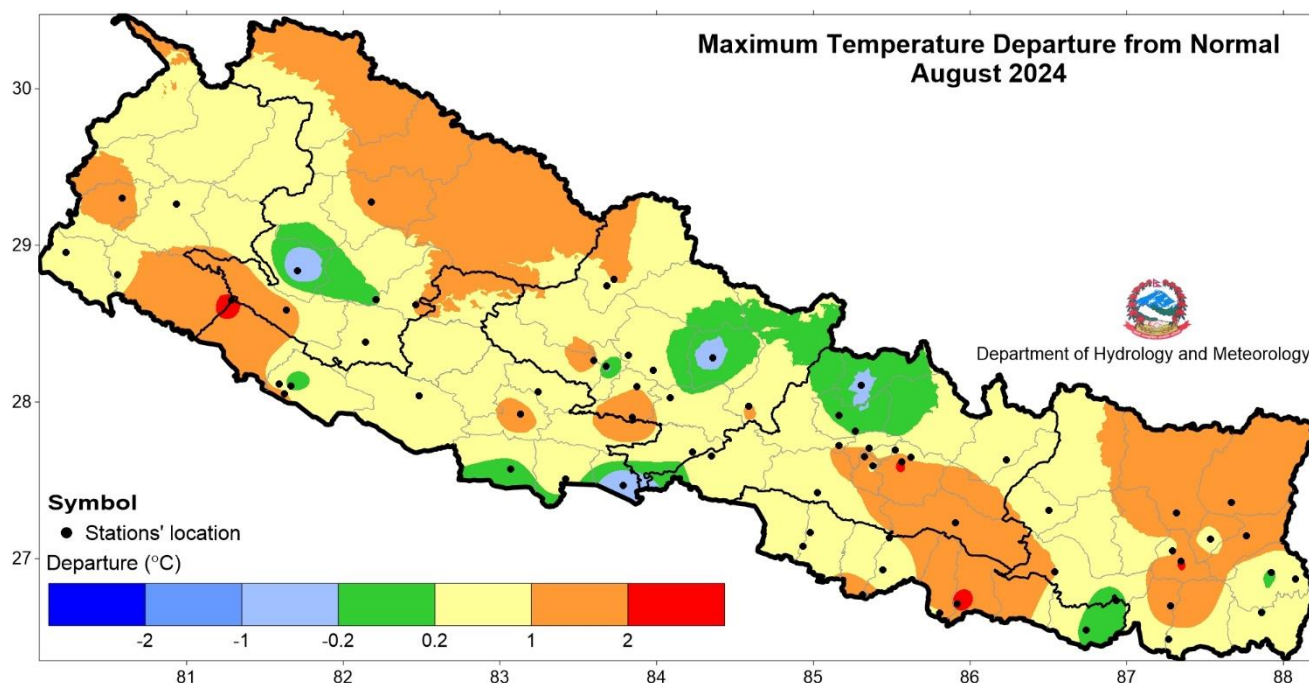 Maximum Temperature Departure from Normal
August 2024
30
29
28
27
Department of Hydrology and Meteorology
Symbol
Stations' location
Departure (°C)
-2 -1 -0.2 0.2 1 2
81 82 83 84 85 86 87 88